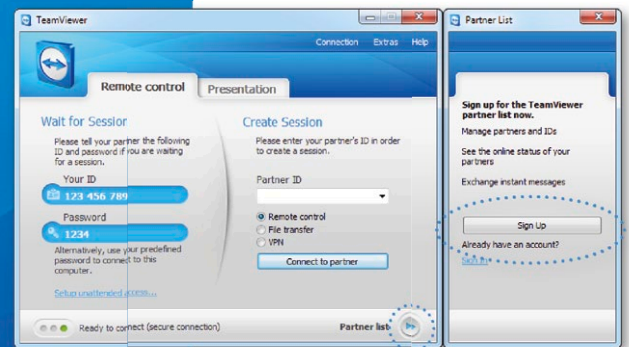 TeamViewer
Connection Extras Help
Remote control
Presentation
Wait for Session
Please tell your partner the following
ID and password if you are waiting
for a session.
Your ID
123 456 789
Password
1234
Alternatively, use your predefined
password to connect to this
computer.
Setup unattended access...
Create Session
Please enter your partner's ID in order
to create a session.
Partner ID
Remote control
File transfer
VPN
Connect to partner
Ready to connect (secure connection)
Partner list
Partner List
Sign up for the TeamViewer
partner list now.
Manage partners and IDs
See the online status of your
partners
Exchange instant messages
Sign Up
Already have an account?
Sign In